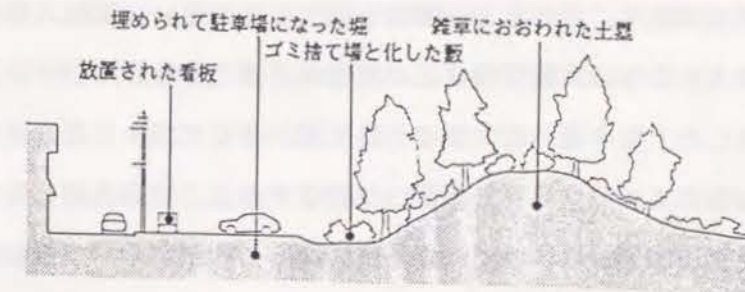 埋められて駐車場になった堀
ゴミ捨て場と化した藪
雑草におおわれた土塁
放置された看板